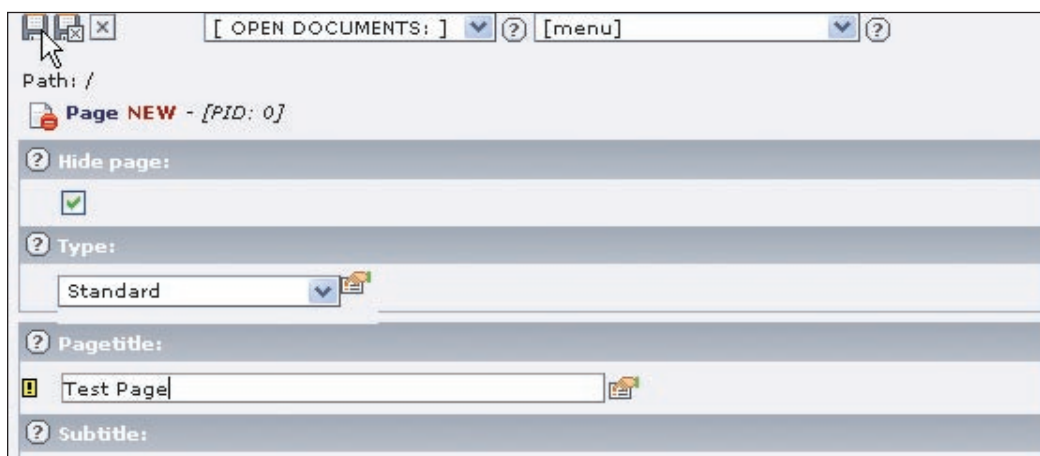 [ OPEN DOCUMENTS: ] [menu]
Path: /
Page NEW - [PID: 0]
Hide page:
Type:
Standard
Pagetitle:
Test Page
Subtitle: